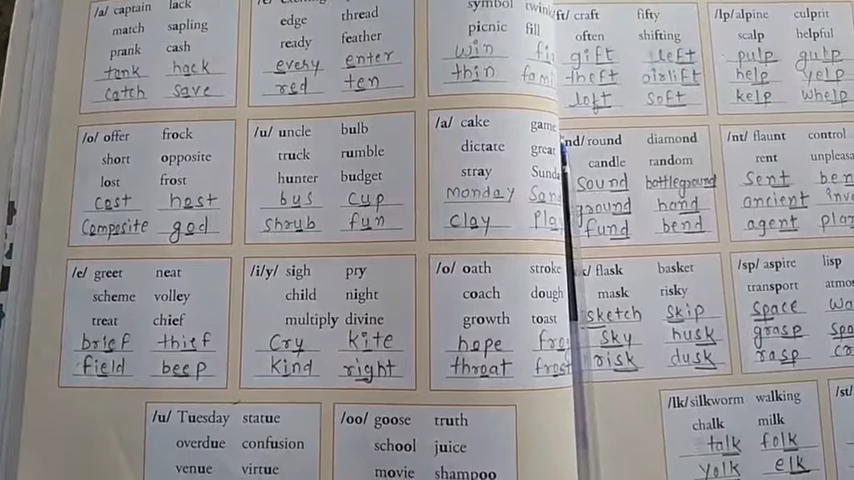 /a/ captain lack
match sapling
prank cash
tank hack
catch save
edge thread
ready feather
every enter
red ten
symbol
picnic fill
win
thin
/o/ offer frock
short opposite
lost frost
cost host
Composite god
/u/ uncle bulb
truck rumble
hunter budget
bus cup
shrub fun
/a/ cake game
dictate great
stray
Monday
clay
/e/ greet neat
scheme volley
treat chief
brief thief
field beep
/i/y/ sigh pry
child night
multiply divine
Cry kite
kind right
/o/ oath stroke
coach dough
growth toast
hope
throat frost
/u/ Tuesday statue
overdue confusion
venue virtue
/oo/ goose truth
school juice
movie shampoo
/ft/ craft fifty
often shifting
gift left
theft airlift
loft soft
/lp/ alpine culprit
scalp helpful
pulp gulp
help yelp
kelp whelp
/round diamond
candle random
sound battleground
ground hand
fund bend
/nt/ flaunt control
rent
sent
ancient
agent
/ flask basket
mask risky
sketch skip
sky husk
risk dusk
/sp/ aspire lisp
transport
space
grasp
rasp
/lk/ silkworm walking
chalk milk
talk folk
yolk elk
/st/